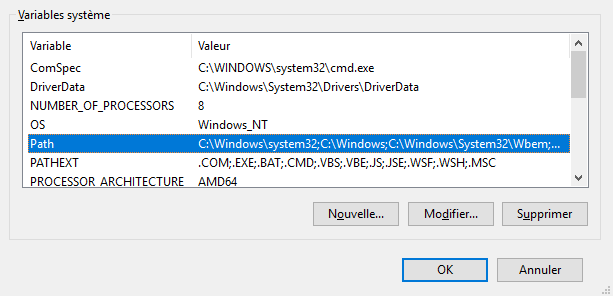 Variables système
Variable Valeur
ComSpec C:\WINDOWS\system32\cmd.exe
DriverData C:\Windows\System32\Drivers\DriverData
NUMBER_OF_PROCESSORS 8
OS Windows_NT
Path C:\Windows\system32;C:\Windows;C:\Windows\System32\Wbem;...
PATHEXT .COM;.EXE;.BAT;.CMD;.VBS;.VBE;.JS;.JSE;.WSF;.WSH;.MSC
PROCESSOR_ARCHITECTURE AMD64
Nouvelle... Modifier... Supprimer
OK Annuler